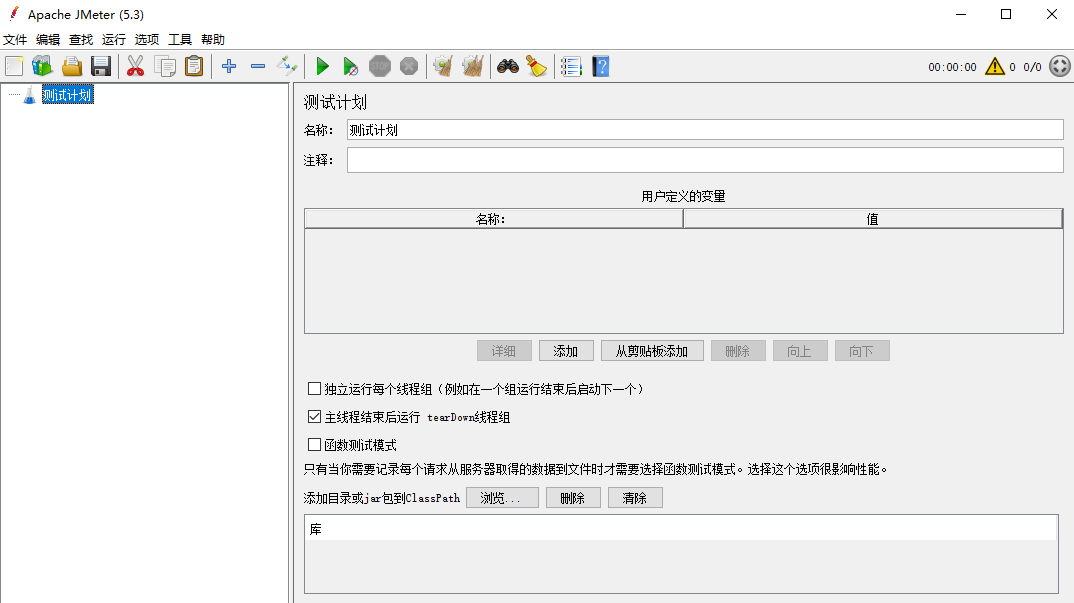 Apache JMeter (5.3)
文件 编辑 查找 运行 选项 工具 帮助
STOP 00:00:00 0 0/0
测试计划
测试计划
名称： 测试计划
注释：
用户定义的变量
名称: 值
详细 添加 从剪贴板添加 删除 向上 向下
独立运行每个线程组（例如在一个组运行结束后启动下一个）
主线程结束后运行 tearDown线程组
函数测试模式
只有当你需要记录每个请求从服务器取得的数据到文件时才需要选择函数测试模式。选择这个选项很影响性能。
添加目录或jar包到ClassPath 浏览... 删除 清除
库